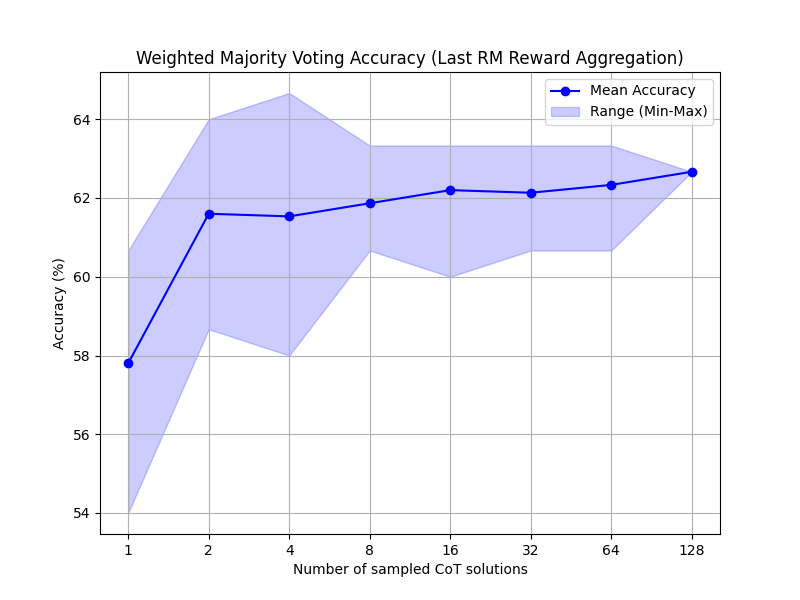 Weighted Majority Voting Accuracy (Last RM Reward Aggregation)
Mean Accuracy
Range (Min-Max)
Accuracy (%)
64
62
60
58
56
54
1 2 4 8 16 32 64 128
Number of sampled CoT solutions